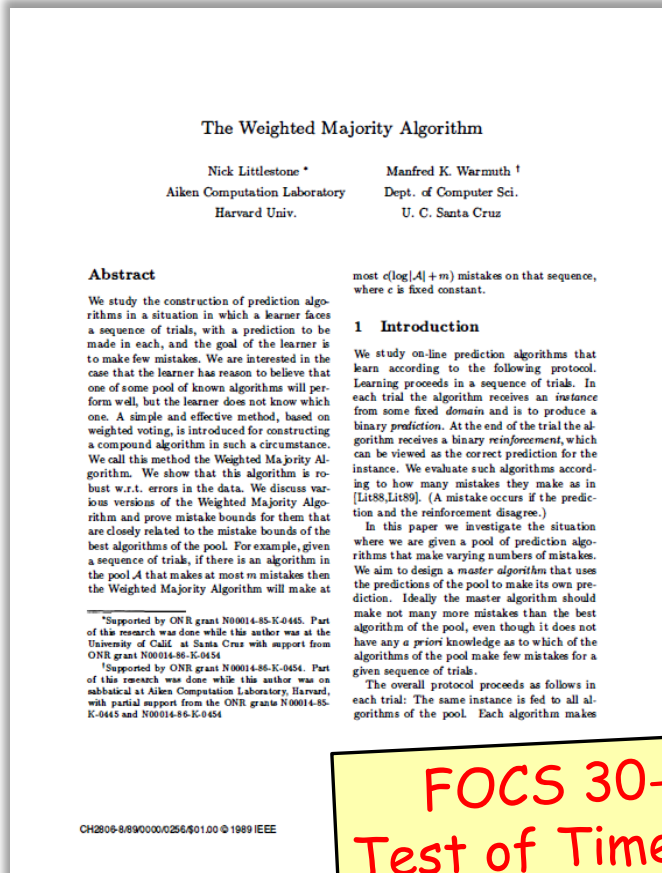 The Weighted Majority Algorithm
Nick Littlestone *
Aiken Computation Laboratory
Harvard Univ.
Manfred K. Warmuth †
Dept. of Computer Sci.
U. C. Santa Cruz
Abstract
We study the construction of prediction algo-
rithms in a situation in which a learner faces
a sequence of trials, with a prediction to be
made in each, and the goal of the learner is
to make few mistakes. We are interested in the
case that the learner has reason to believe that
one of some pool of known algorithms will per-
form well, but the learner does not know which
one. A simple and effective method, based on
weighted voting, is introduced for constructing
a compound algorithm in such a circumstance.
We call this method the Weighted Majority Al-
gorithm. We show that this algorithm is ro-
bust w.r.t. errors in the data. We discuss var-
ious versions of the Weighted Majority Algo-
rithm and prove mistake bounds for them that
are closely related to the mistake bounds of the
best algorithms of the pool. For example, given
a sequence of trials, if there is an algorithm in
the pool A that makes at most m mistakes then
the Weighted Majority Algorithm will make at
*Supported by ONR grant N00014-85-K-0445. Part
of this research was done while this author was at the
University of Calif. at Santa Cruz with support from
ONR grant N00014-86-K-0454
†Supported by ONR grant N00014-86-K-0454. Part
of this research was done while this author was on
sabbatical at Aiken Computation Laboratory, Harvard,
with partial support from the ONR grants N00014-85-
K-0445 and N00014-86-K-0454
most c(log|A| + m) mistakes on that sequence,
where c is fixed constant.
1 Introduction
We study on-line prediction algorithms that
learn according to the following protocol.
Learning proceeds in a sequence of trials. In
each trial the algorithm receives an instance
from some fixed domain and is to produce a
binary prediction. At the end of the trial the al-
gorithm receives a binary reinforcement, which
can be viewed as the correct prediction for the
instance. We evaluate such algorithms accord-
ing to how many mistakes they make as in
[Lit88,Lit89]. (A mistake occurs if the predic-
tion and the reinforcement disagree.)
In this paper we investigate the situation
where we are given a pool of prediction algo-
rithms that make varying numbers of mistakes.
We aim to design a master algorithm that uses
the predictions of the pool to make its own pre-
diction. Ideally the master algorithm should
make not many more mistakes than the best
algorithm of the pool, even though it does not
have any a priori knowledge as to which of the
algorithms of the pool make few mistakes for a
given sequence of trials.
The overall protocol proceeds as follows in
each trial: The same instance is fed to all al-
gorithms of the pool. Each algorithm makes
CH2806-8/89/0000/0256/$01.00 © 1989 IEEE
FOCS 30-
Test of Time